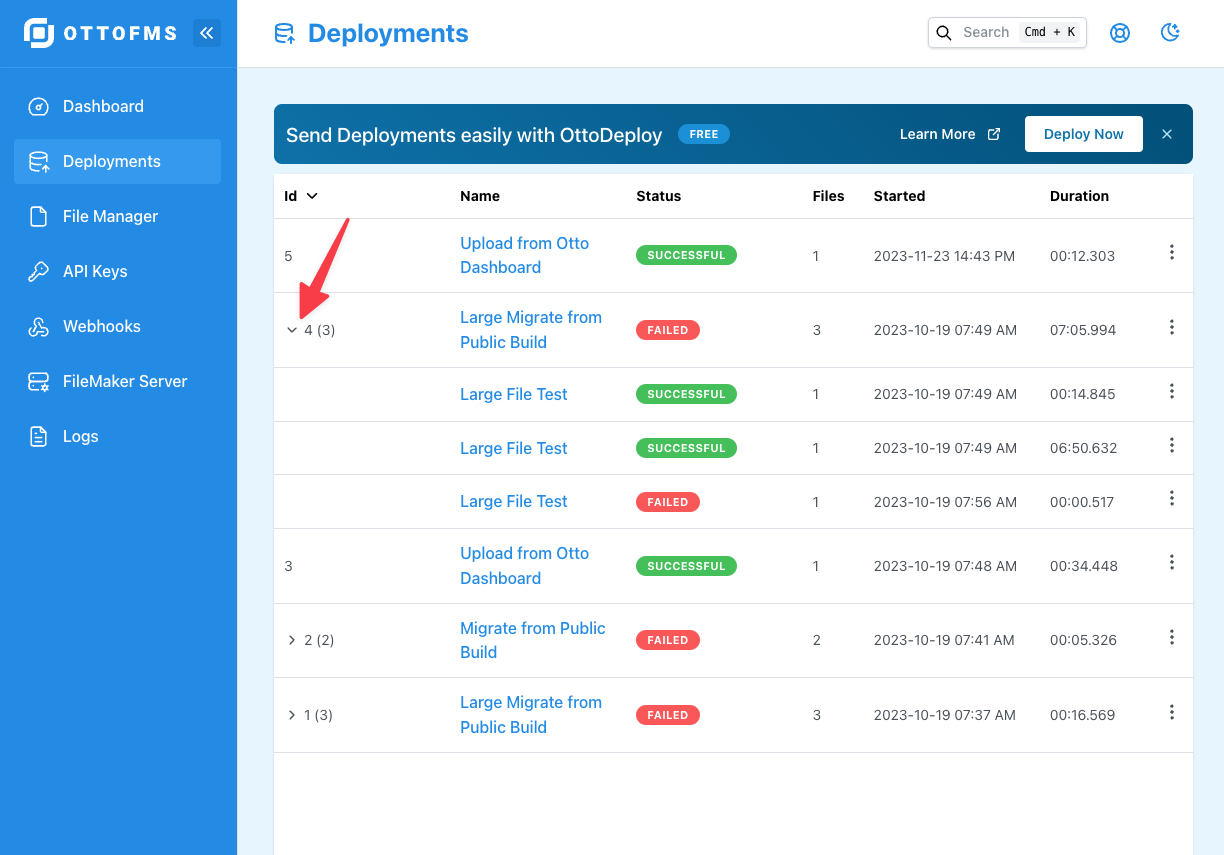 OTTOFMS
Deployments
Search Cmd + K
Dashboard
Deployments
File Manager
API Keys
Webhooks
FileMaker Server
Logs
Send Deployments easily with OttoDeploy FREE Learn More Deploy Now
Id Name Status Files Started Duration
5 Upload from Otto Dashboard SUCCESSFUL 1 2023-11-23 14:43 PM 00:12.303
4 (3) Large Migrate from Public Build FAILED 3 2023-10-19 07:49 AM 07:05.994
Large File Test SUCCESSFUL 1 2023-10-19 07:49 AM 00:14.845
Large File Test SUCCESSFUL 1 2023-10-19 07:49 AM 06:50.632
Large File Test FAILED 1 2023-10-19 07:56 AM 00:00.517
3 Upload from Otto Dashboard SUCCESSFUL 1 2023-10-19 07:48 AM 00:34.448
2 (2) Migrate from Public Build FAILED 2 2023-10-19 07:41 AM 00:05.326
1 (3) Large Migrate from Public Build FAILED 3 2023-10-19 07:37 AM 00:16.569